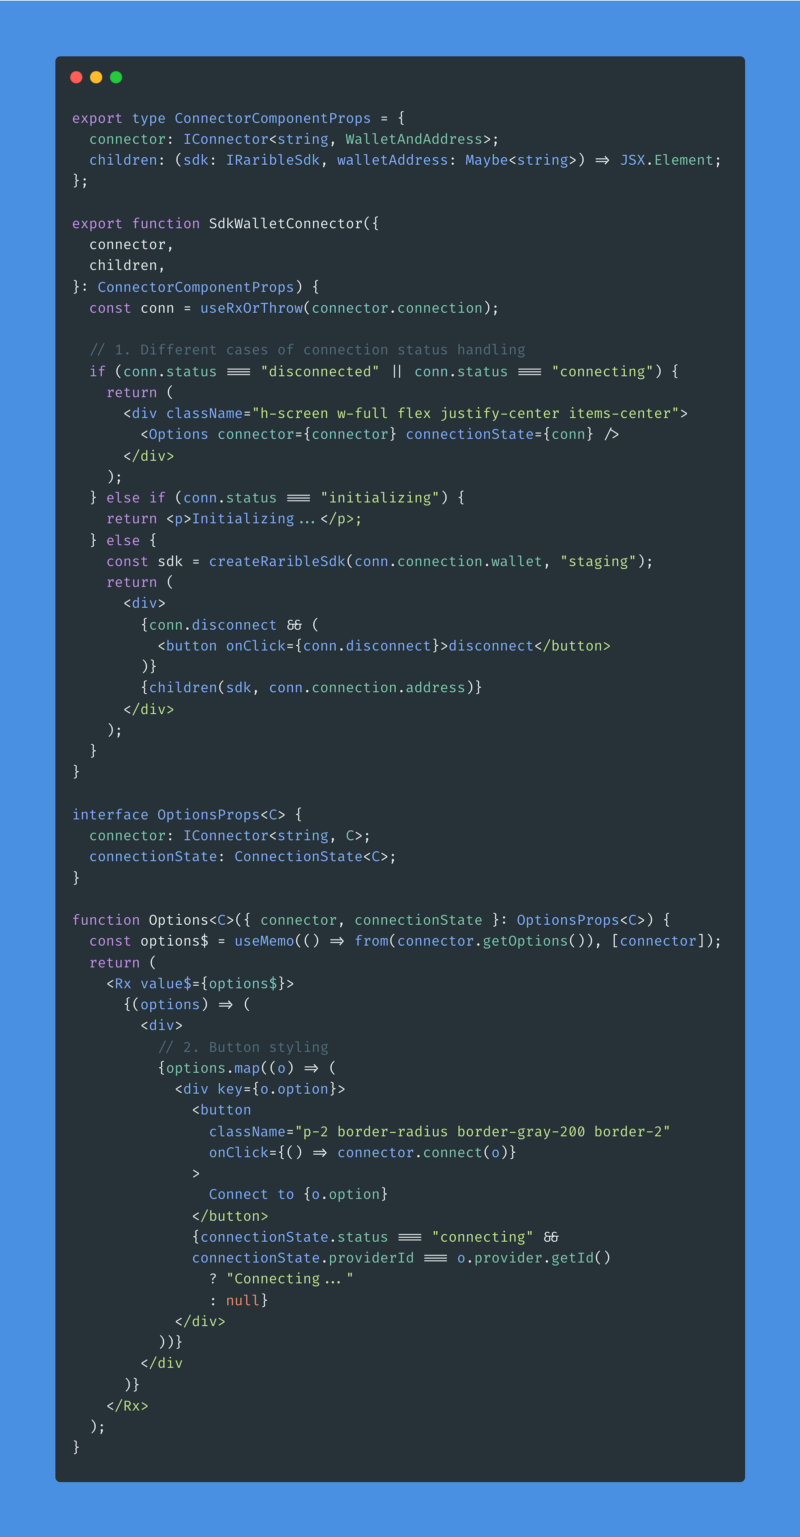 export type ConnectorComponentProps = {
  connector: IConnector<string, WalletAndAddress>;
  children: (sdk: IRaribleSdk, walletAddress: Maybe<string>) => JSX.Element;
};

export function SdkWalletConnector({
  connector,
  children,
}: ConnectorComponentProps) {
  const conn = useRxOrThrow(connector.connection);

  // 1. Different cases of connection status handling
  if (conn.status === "disconnected" || conn.status === "connecting") {
    return (
      <div className="h-screen w-full flex justify-center items-center">
        <Options connector={connector} connectionState={conn} />
      </div>
    );
  } else if (conn.status === "initializing") {
    return <p>Initializing...</p>;
  } else {
    const sdk = createRaribleSdk(conn.connection.wallet, "staging");
    return (
      <div>
        {conn.disconnect && (
          <button onClick={conn.disconnect}>disconnect</button>
        )}
        {children(sdk, conn.connection.address)}
      </div>
    );
  }
}

interface OptionsProps<C> {
  connector: IConnector<string, C>;
  connectionState: ConnectionState<C>;
}

function Options<C>({ connector, connectionState }: OptionsProps<C>) {
  const options$ = useMemo(() => from(connector.getOptions()), [connector]);
  return (
    <Rx value$={options$}>
      {(options) => (
        <div>
          // 2. Button styling
          {options.map((o) => (
            <div key={o.option}>
              <button
                className="p-2 border-radius border-gray-200 border-2"
                onClick={() => connector.connect(o)}
              >
                Connect to {o.option}
              </button>
              {connectionState.status === "connecting" &&
              connectionState.providerId === o.provider.getId()
                ? "Connecting..."
                : null}
            </div>
          ))}
        </div
      )}
    </Rx>
  );
}